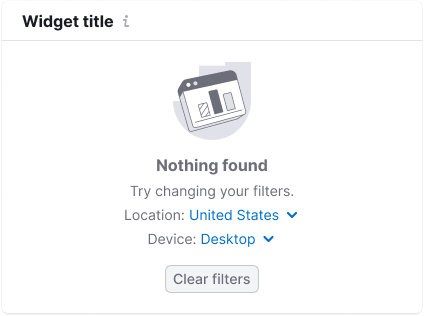 Widget title
Nothing found
Try changing your filters.
Location: United States
Device: Desktop
Clear filters